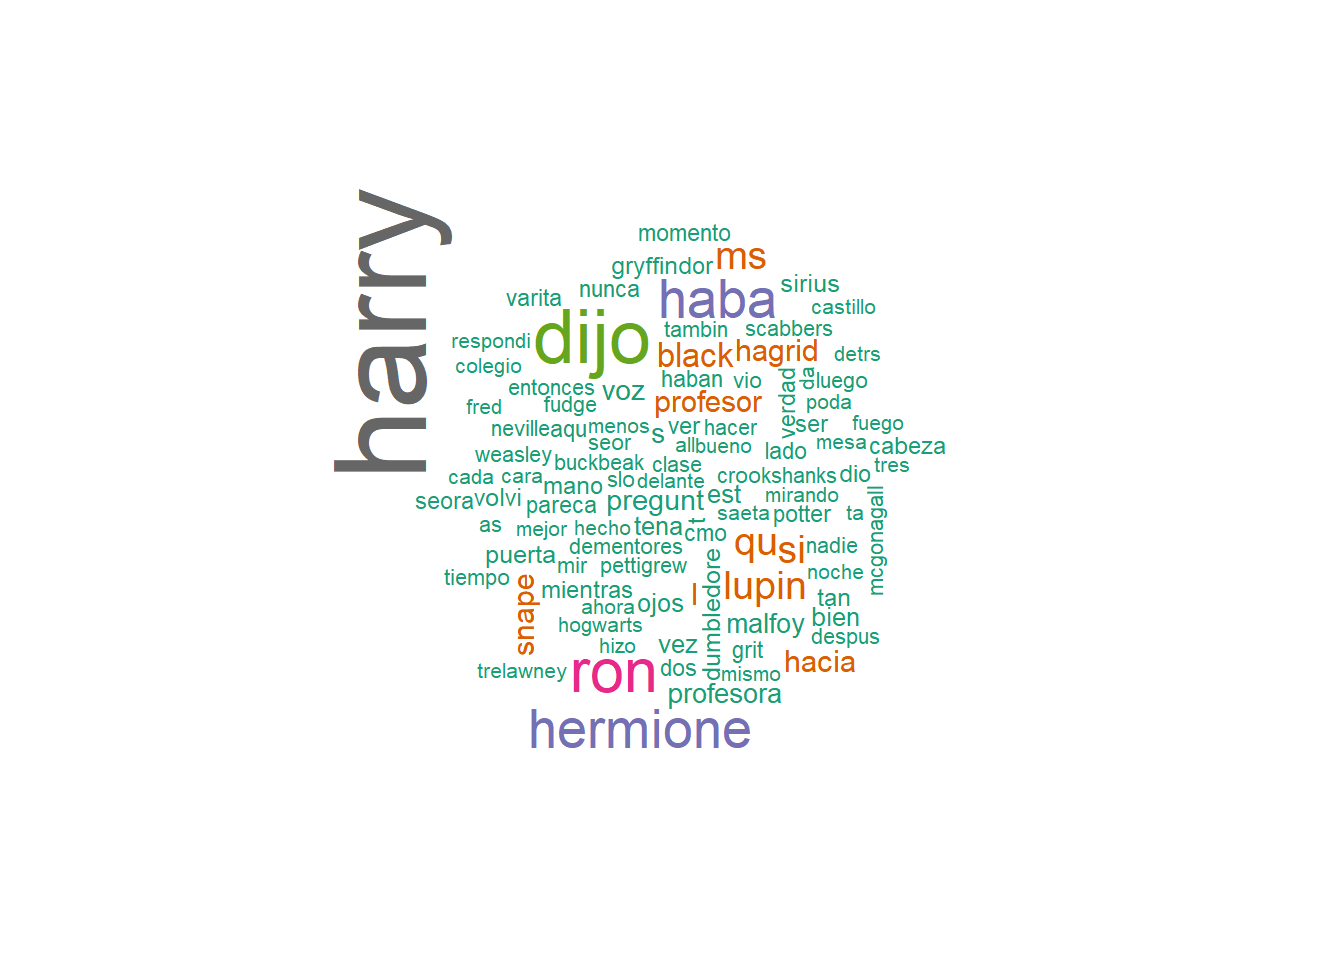 harry
momento
gryffindor ms
varita nunca haba sirius
castillo
respondi dijo tambin scabbers
colegio black hagrid detrs
entonces voz haban vio verdad da luego
fred fudge profesor poda
neville aqu menos s ver hacer ser fuego
weasley seor all bueno lado mesa cabeza
cada cara buckbeak clase crookshanks dio tres
seora volvi mano slo delante
pareca pregunt est mirando
as mejor hecho tena t saeta potter ta mcgonagall
puerta dementores cmo qu si nadie
tiempo mir pettigrew noche
snape mientras ahora ojos l lupin tan
hogwarts dumbledore malfoy bien
hizo vez grit despus
trelawney ron dos mismo hacia
profesora
hermione